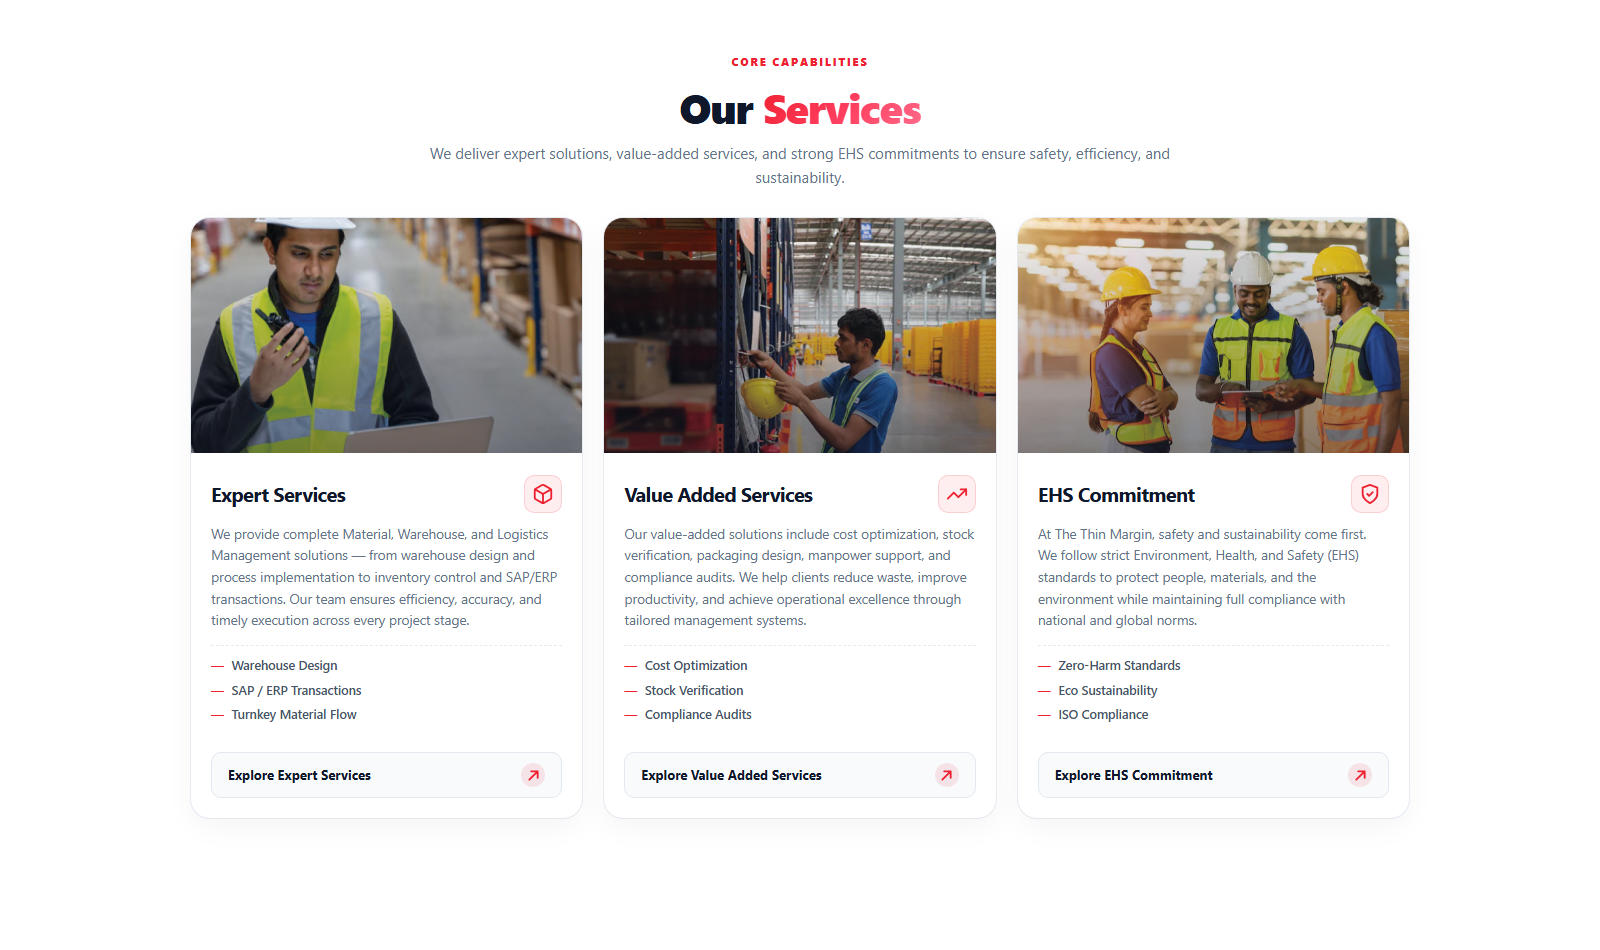 CORE CAPABILITIES
Our Services
We deliver expert solutions, value-added services, and strong EHS commitments to ensure safety, efficiency, and
sustainability.
Expert Services
We provide complete Material, Warehouse, and Logistics
Management solutions — from warehouse design and
process implementation to inventory control and SAP/ERP
transactions. Our team ensures efficiency, accuracy, and
timely execution across every project stage.
— Warehouse Design
— SAP / ERP Transactions
— Turnkey Material Flow
Explore Expert Services
Value Added Services
Our value-added solutions include cost optimization, stock
verification, packaging design, manpower support, and
compliance audits. We help clients reduce waste, improve
productivity, and achieve operational excellence through
tailored management systems.
— Cost Optimization
— Stock Verification
— Compliance Audits
Explore Value Added Services
EHS Commitment
At The Thin Margin, safety and sustainability come first.
We follow strict Environment, Health, and Safety (EHS)
standards to protect people, materials, and the
environment while maintaining full compliance with
national and global norms.
— Zero-Harm Standards
— Eco Sustainability
— ISO Compliance
Explore EHS Commitment